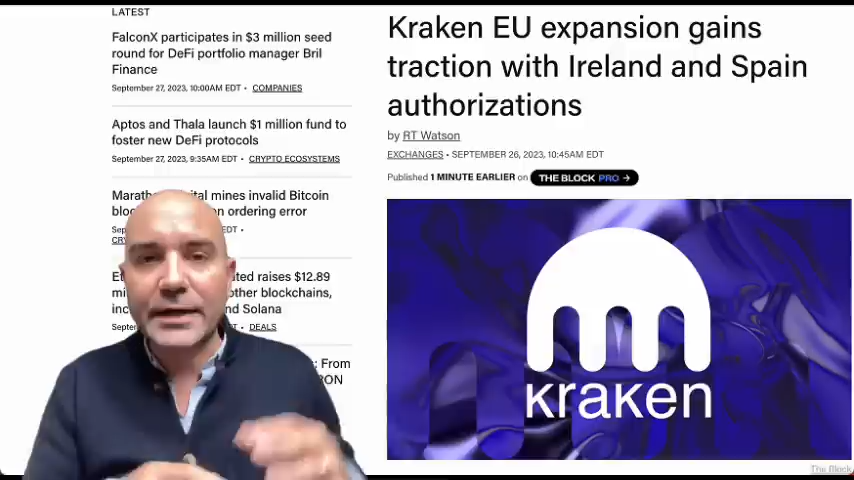 LATEST
FalconX participates in $3 million seed
round for DeFi portfolio manager Bril
Finance
September 27, 2023, 10:00AM EDT • COMPANIES
Aptos and Thala launch $1 million fund to
foster new DeFi protocols
September 27, 2023, 9:35AM EDT • CRYPTO ECOSYSTEMS
mines invalid Bitcoin
ordering error
EDT •
raises $12.89
other blockchains,
and Solana
DEALS
From
Kraken EU expansion gains
traction with Ireland and Spain
authorizations
by RT Watson
EXCHANGES • SEPTEMBER 26, 2023, 10:45AM EDT
Published 1 MINUTE EARLIER on THE BLOCK PRO →
kraken
The Block